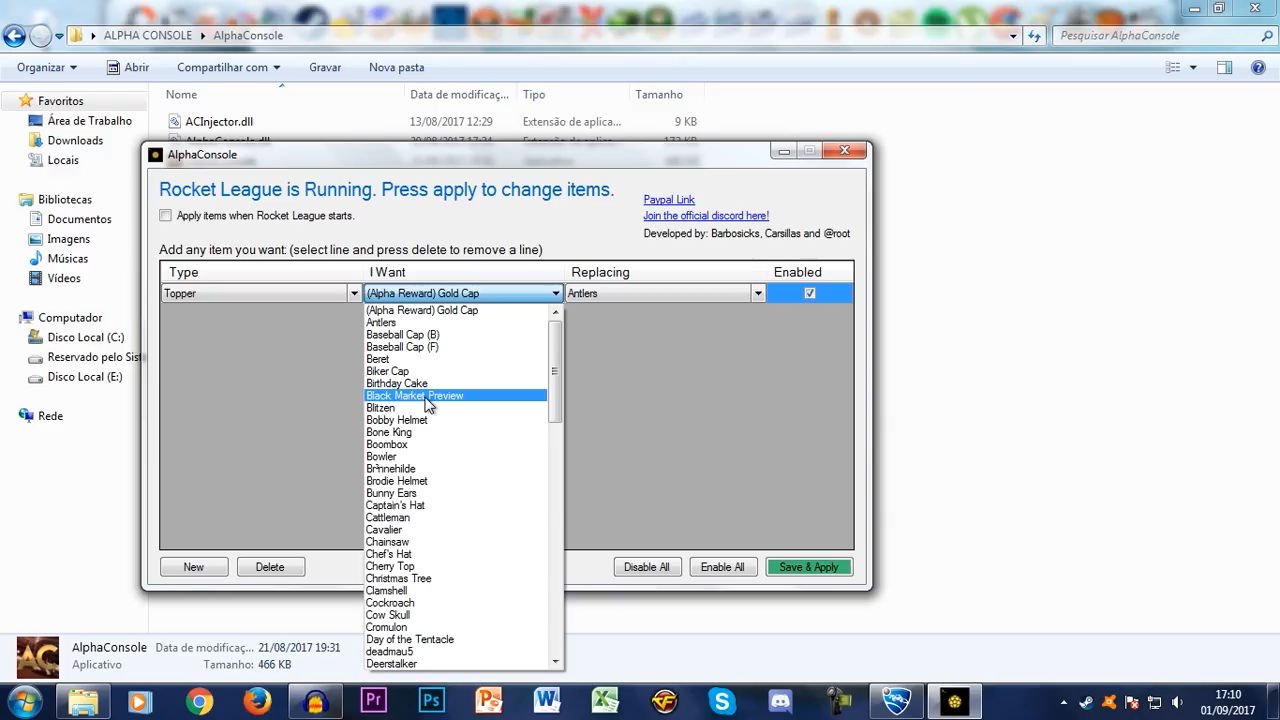 ALPHA CONSOLE
AlphaConsole
Pesquisar AlphaConsole
Organizar
Abrir
Compartilhar com
Gravar
Nova pasta
Favoritos
Área de Trabalho
Downloads
Locais
Bibliotecas
Documentos
Imagens
Músicas
Vídeos
Computador
Disco Local (C:)
Reservado pelo Sist
Disco Local (E:)
Rede
Nome
Data de modificaç...
Tipo
Tamanho
ACInjector.dll
13/08/2017 12:29
Extensão de aplica...
9 KB
AlphaConsole
Rocket League is Running. Press apply to change items.
Apply items when Rocket League starts.
Paypal Link
Join the official discord here!
Developed by: Barbosicks, Carsillas and @root
Add any item you want: (select line and press delete to remove a line)
Type
I Want
Replacing
Enabled
Topper
(Alpha Reward) Gold Cap
Antlers
(Alpha Reward) Gold Cap
Antlers
Baseball Cap (B)
Baseball Cap (F)
Beret
Biker Cap
Birthday Cake
Black Market Preview
Blitzen
Bobby Helmet
Bone King
Boombox
Bowler
Brodie Helmet
Bunny Ears
Captain's Hat
Cattleman
Cavalier
Chainsaw
Chef's Hat
Cherry Top
Christmas Tree
Clamshell
Cockroach
Cow Skull
Cromulon
Day of the Tentacle
deadmau5
Deerstalker
New
Delete
Disable All
Enable All
Save & Apply
AlphaConsole
Data de modificaç...
21/08/2017 19:31
Aplicativo
Tamanho:
466 KB
17:10
01/09/2017